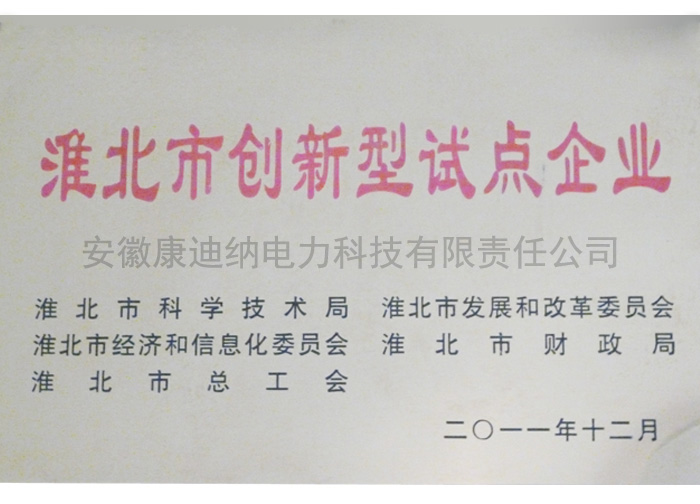 淮北市创新型试点企业
安徽康迪纳电力科技有限责任公司
淮北市科学技术局 淮北市发展和改革委员会
淮北市经济和信息化委员会 淮北市财政局
淮北市总工会
二〇一一年十二月